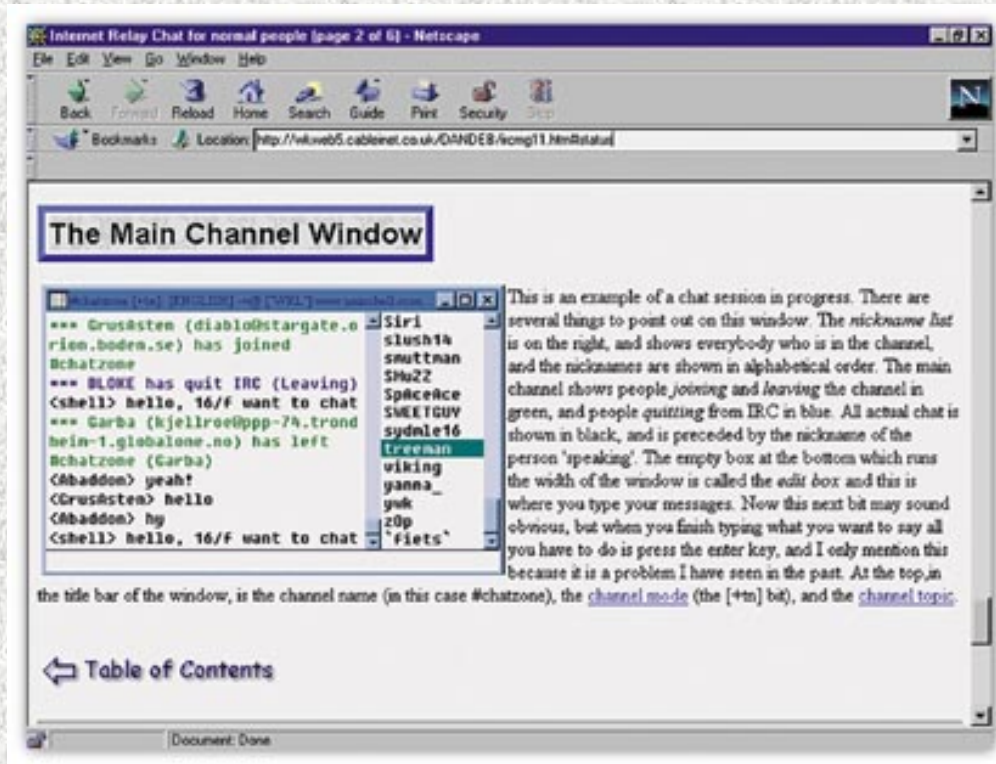 Internet Relay Chat for normal people (page 2 of 6) - Netscape
File Edit View Go Window Help
Back Forward Reload Home Search Guide Print Security Stop
N
Bookmarks Location:
The Main Channel Window
*** GrusAsten (diablo@stargate.o
rion.boden.se) has joined
#chatzone
*** BLOKE has quit IRC (Leaving)
<shell> hello, 16/f want to chat
*** Garba (kjellroe@ppp-74.trond
heim-1.globalone.no) has left
#chatzone (Garba)
<Abaddon> yeah!
<GrusAsten> hello
<Abaddon> hy
<shell> hello, 16/f want to chat
Siri
slush14
smuttman
SMuZZ
SpAceAce
SWEETGUY
sydmle16
treeman
viking
yanna_
ywk
z0p
`Fiets`
This is an example of a chat session in progress. There are
several things to point out on this window. The nickname list
is on the right, and shows everybody who is in the channel,
and the nicknames are shown in alphabetical order. The main
channel shows people joining and leaving the channel in
green, and people quitting from IRC in blue. All actual chat is
shown in black, and is preceded by the nickname of the
person 'speaking'. The empty box at the bottom which runs
the width of the window is called the edit box and this is
where you type your messages. Now this next bit may sound
obvious, but when you finish typing what you want to say all
you have to do is press the enter key, and I only mention this
because it is a problem I have seen in the past. At the top,in
the title bar of the window, is the channel name (in this case #chatzone), the channel mode (the [+tn] bit), and the channel topic.
Table of Contents
Document: Done